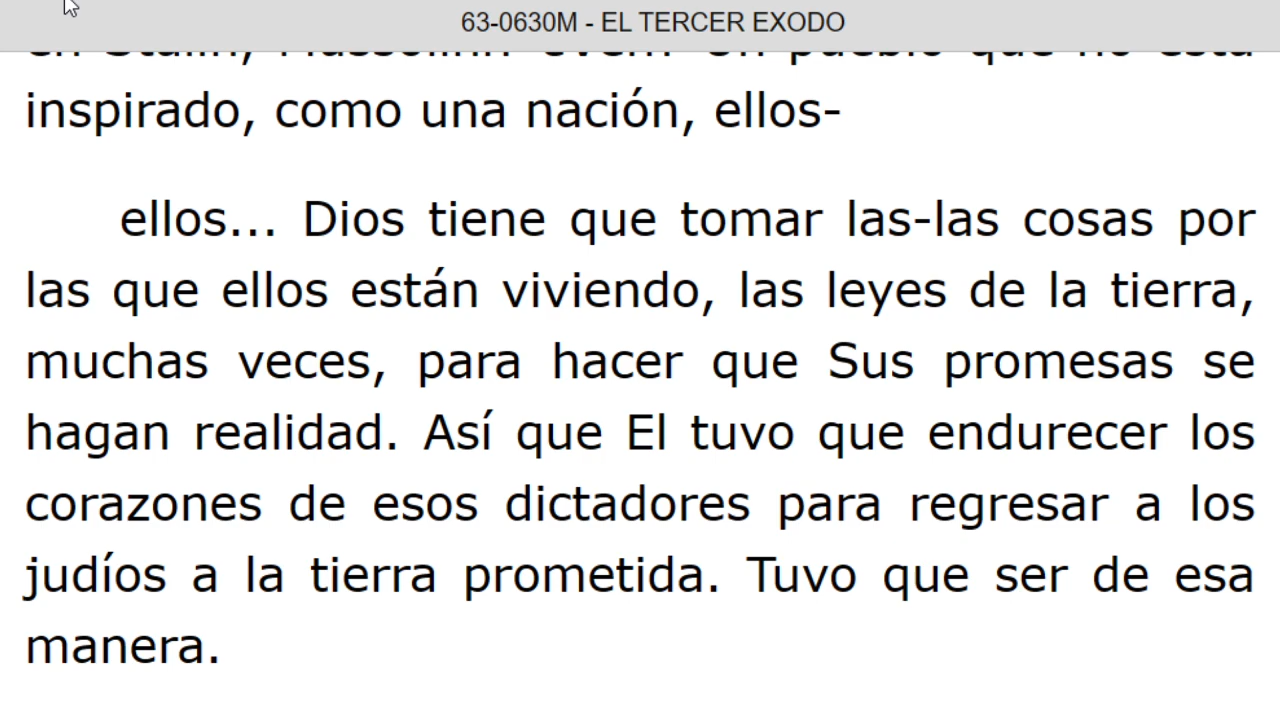 63-0630M - EL TERCER EXODO
inspirado, como una nación, ellos-
ellos... Dios tiene que tomar las-las cosas por
las que ellos están viviendo, las leyes de la tierra,
muchas veces, para hacer que Sus promesas se
hagan realidad. Así que El tuvo que endurecer los
corazones de esos dictadores para regresar a los
judíos a la tierra prometida. Tuvo que ser de esa
manera.